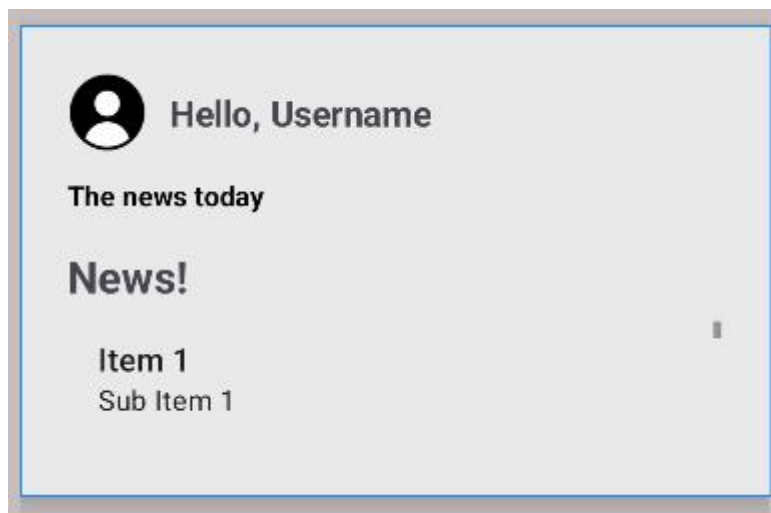 Hello, Username
The news today
News!
Item 1
Sub Item 1